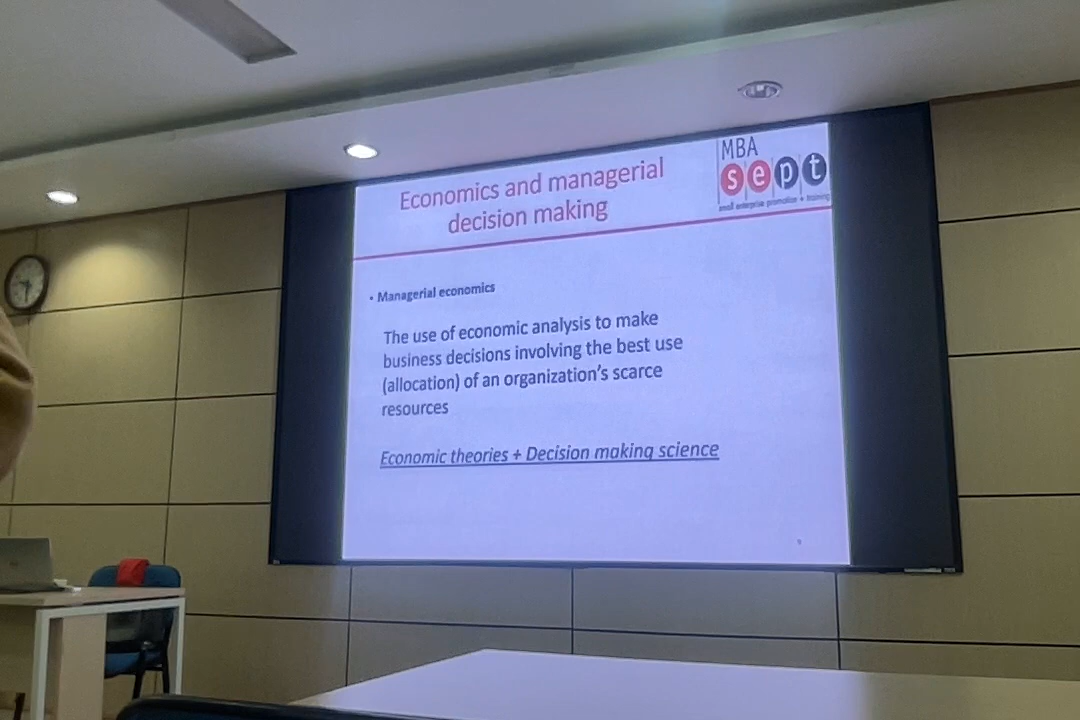 MBA
sept
small enterprise promotion + training
Economics and managerial
decision making
• Managerial economics
The use of economic analysis to make
business decisions involving the best use
(allocation) of an organization's scarce
resources
Economic theories + Decision making science